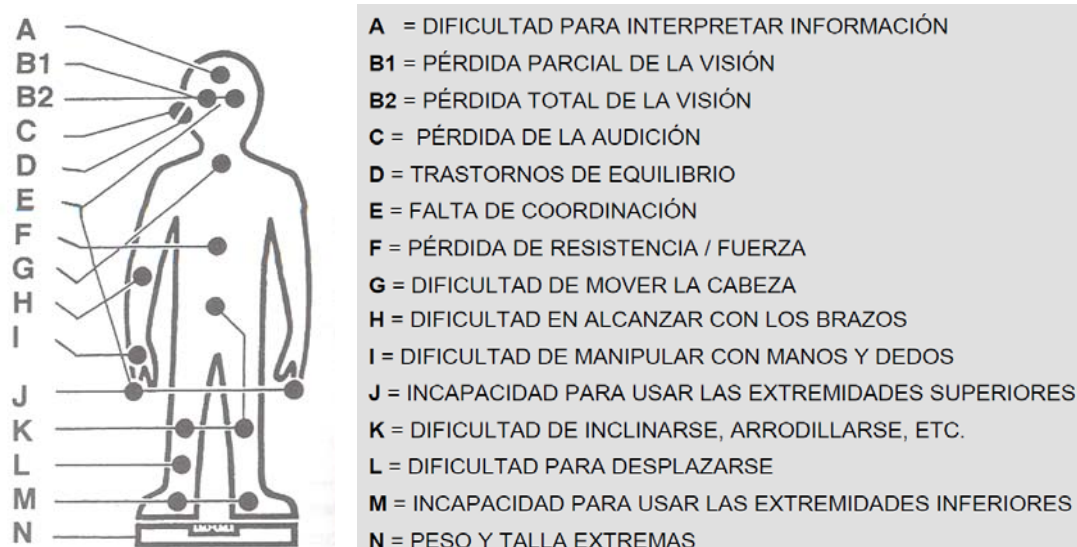 A
B1
B2
C
D
E
F
G
H
I
J
K
L
M
N
A = DIFICULTAD PARA INTERPRETAR INFORMACIÓN
B1 = PÉRDIDA PARCIAL DE LA VISIÓN
B2 = PÉRDIDA TOTAL DE LA VISIÓN
C = PÉRDIDA DE LA AUDICIÓN
D = TRASTORNOS DE EQUILIBRIO
E = FALTA DE COORDINACIÓN
F = PÉRDIDA DE RESISTENCIA / FUERZA
G = DIFICULTAD DE MOVER LA CABEZA
H = DIFICULTAD EN ALCANZAR CON LOS BRAZOS
I = DIFICULTAD DE MANIPULAR CON MANOS Y DEDOS
J = INCAPACIDAD PARA USAR LAS EXTREMIDADES SUPERIORES
K = DIFICULTAD DE INCLINARSE, ARRODILLARSE, ETC.
L = DIFICULTAD PARA DESPLAZARSE
M = INCAPACIDAD PARA USAR LAS EXTREMIDADES INFERIORES
N = PESO Y TALLA EXTREMAS